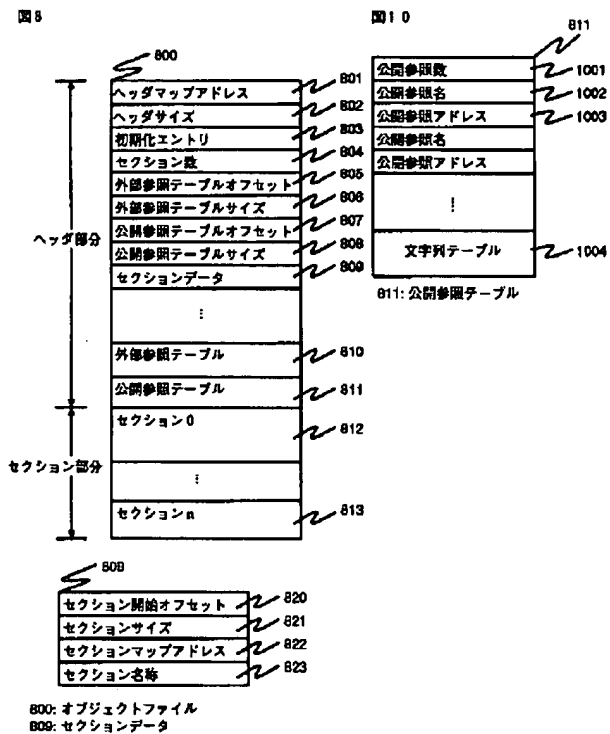 図8
800
ヘッダマップアドレス 801
ヘッダサイズ 802
初期化エントリ 803
セクション数 804
外部参照テーブルオフセット 805
外部参照テーブルサイズ 806
公開参照テーブルオフセット 807
公開参照テーブルサイズ 808
セクションデータ 809
⋮
外部参照テーブル 810
公開参照テーブル 811
ヘッダ部分
セクション0 812
⋮
セクションn 813
セクション部分
809
セクション開始オフセット 820
セクションサイズ 821
セクションマップアドレス 822
セクション名称 823
800: オブジェクトファイル
809: セクションデータ
図10
811
公開参照数 1001
公開参照名 1002
公開参照アドレス 1003
公開参照名
公開参照アドレス
⋮
文字列テーブル 1004
811: 公開参照テーブル